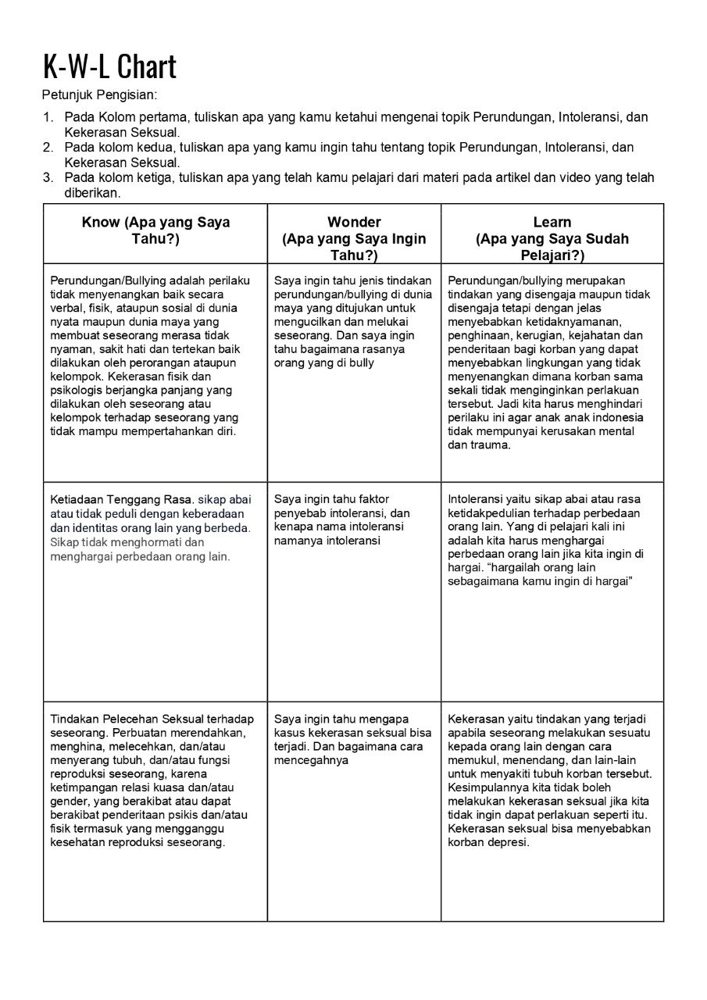 K-W-L Chart
Petunjuk Pengisian:
1. Pada Kolom pertama, tuliskan apa yang kamu ketahui mengenai topik Perundungan, Intoleransi, dan
Kekerasan Seksual.
2. Pada kolom kedua, tuliskan apa yang kamu ingin tahu tentang topik Perundungan, Intoleransi, dan
Kekerasan Seksual.
3. Pada kolom ketiga, tuliskan apa yang telah kamu pelajari dari materi pada artikel dan video yang telah
diberikan.
Know (Apa yang Saya
Tahu?)
Wonder
(Apa yang Saya Ingin
Tahu?)
Learn
(Apa yang Saya Sudah
Pelajari?)
Perundungan/Bullying adalah perilaku
tidak menyenangkan baik secara
verbal, fisik, ataupun sosial di dunia
nyata maupun dunia maya yang
membuat seseorang merasa tidak
nyaman, sakit hati dan tertekan baik
dilakukan oleh perorangan ataupun
kelompok. Kekerasan fisik dan
psikologis berjangka panjang yang
dilakukan oleh seseorang atau
kelompok terhadap seseorang yang
tidak mampu mempertahankan diri.
Saya ingin tahu jenis tindakan
perundungan/bullying di dunia
maya yang ditujukan untuk
mengucilkan dan melukai
seseorang. Dan saya ingin
tahu bagaimana rasanya
orang yang di bully
Perundungan/bullying merupakan
tindakan yang disengaja maupun tidak
disengaja tetapi dengan jelas
menyebabkan ketidaknyamanan,
penghinaan, kerugian, kejahatan dan
penderitaan bagi korban yang dapat
menyebabkan lingkungan yang tidak
menyenangkan dimana korban sama
sekali tidak menginginkan perlakuan
tersebut. Jadi kita harus menghindari
perilaku ini agar anak anak indonesia
tidak mempunyai kerusakan mental
dan trauma.
Ketiadaan Tenggang Rasa. sikap abai
atau tidak peduli dengan keberadaan
dan identitas orang lain yang berbeda.
Sikap tidak menghormati dan
menghargai perbedaan orang lain.
Saya ingin tahu faktor
penyebab intoleransi, dan
kenapa nama intoleransi
namanya intoleransi
Intoleransi yaitu sikap abai atau rasa
ketidakpedulian terhadap perbedaan
orang lain. Yang di pelajari kali ini
adalah kita harus menghargai
perbedaan orang lain jika kita ingin di
hargai. “hargailah orang lain
sebagaimana kamu ingin di hargai”
Tindakan Pelecehan Seksual terhadap
seseorang. Perbuatan merendahkan,
menghina, melecehkan, dan/atau
menyerang tubuh, dan/atau fungsi
reproduksi seseorang, karena
ketimpangan relasi kuasa dan/atau
gender, yang berakibat atau dapat
berakibat penderitaan psikis dan/atau
fisik termasuk yang mengganggu
kesehatan reproduksi seseorang.
Saya ingin tahu mengapa
kasus kekerasan seksual bisa
terjadi. Dan bagaimana cara
mencegahnya
Kekerasan yaitu tindakan yang terjadi
apabila seseorang melakukan sesuatu
kepada orang lain dengan cara
memukul, menendang, dan lain-lain
untuk menyakiti tubuh korban tersebut.
Kesimpulannya kita tidak boleh
melakukan kekerasan seksual jika kita
tidak ingin dapat perlakuan seperti itu.
Kekerasan seksual bisa menyebabkan
korban depresi.